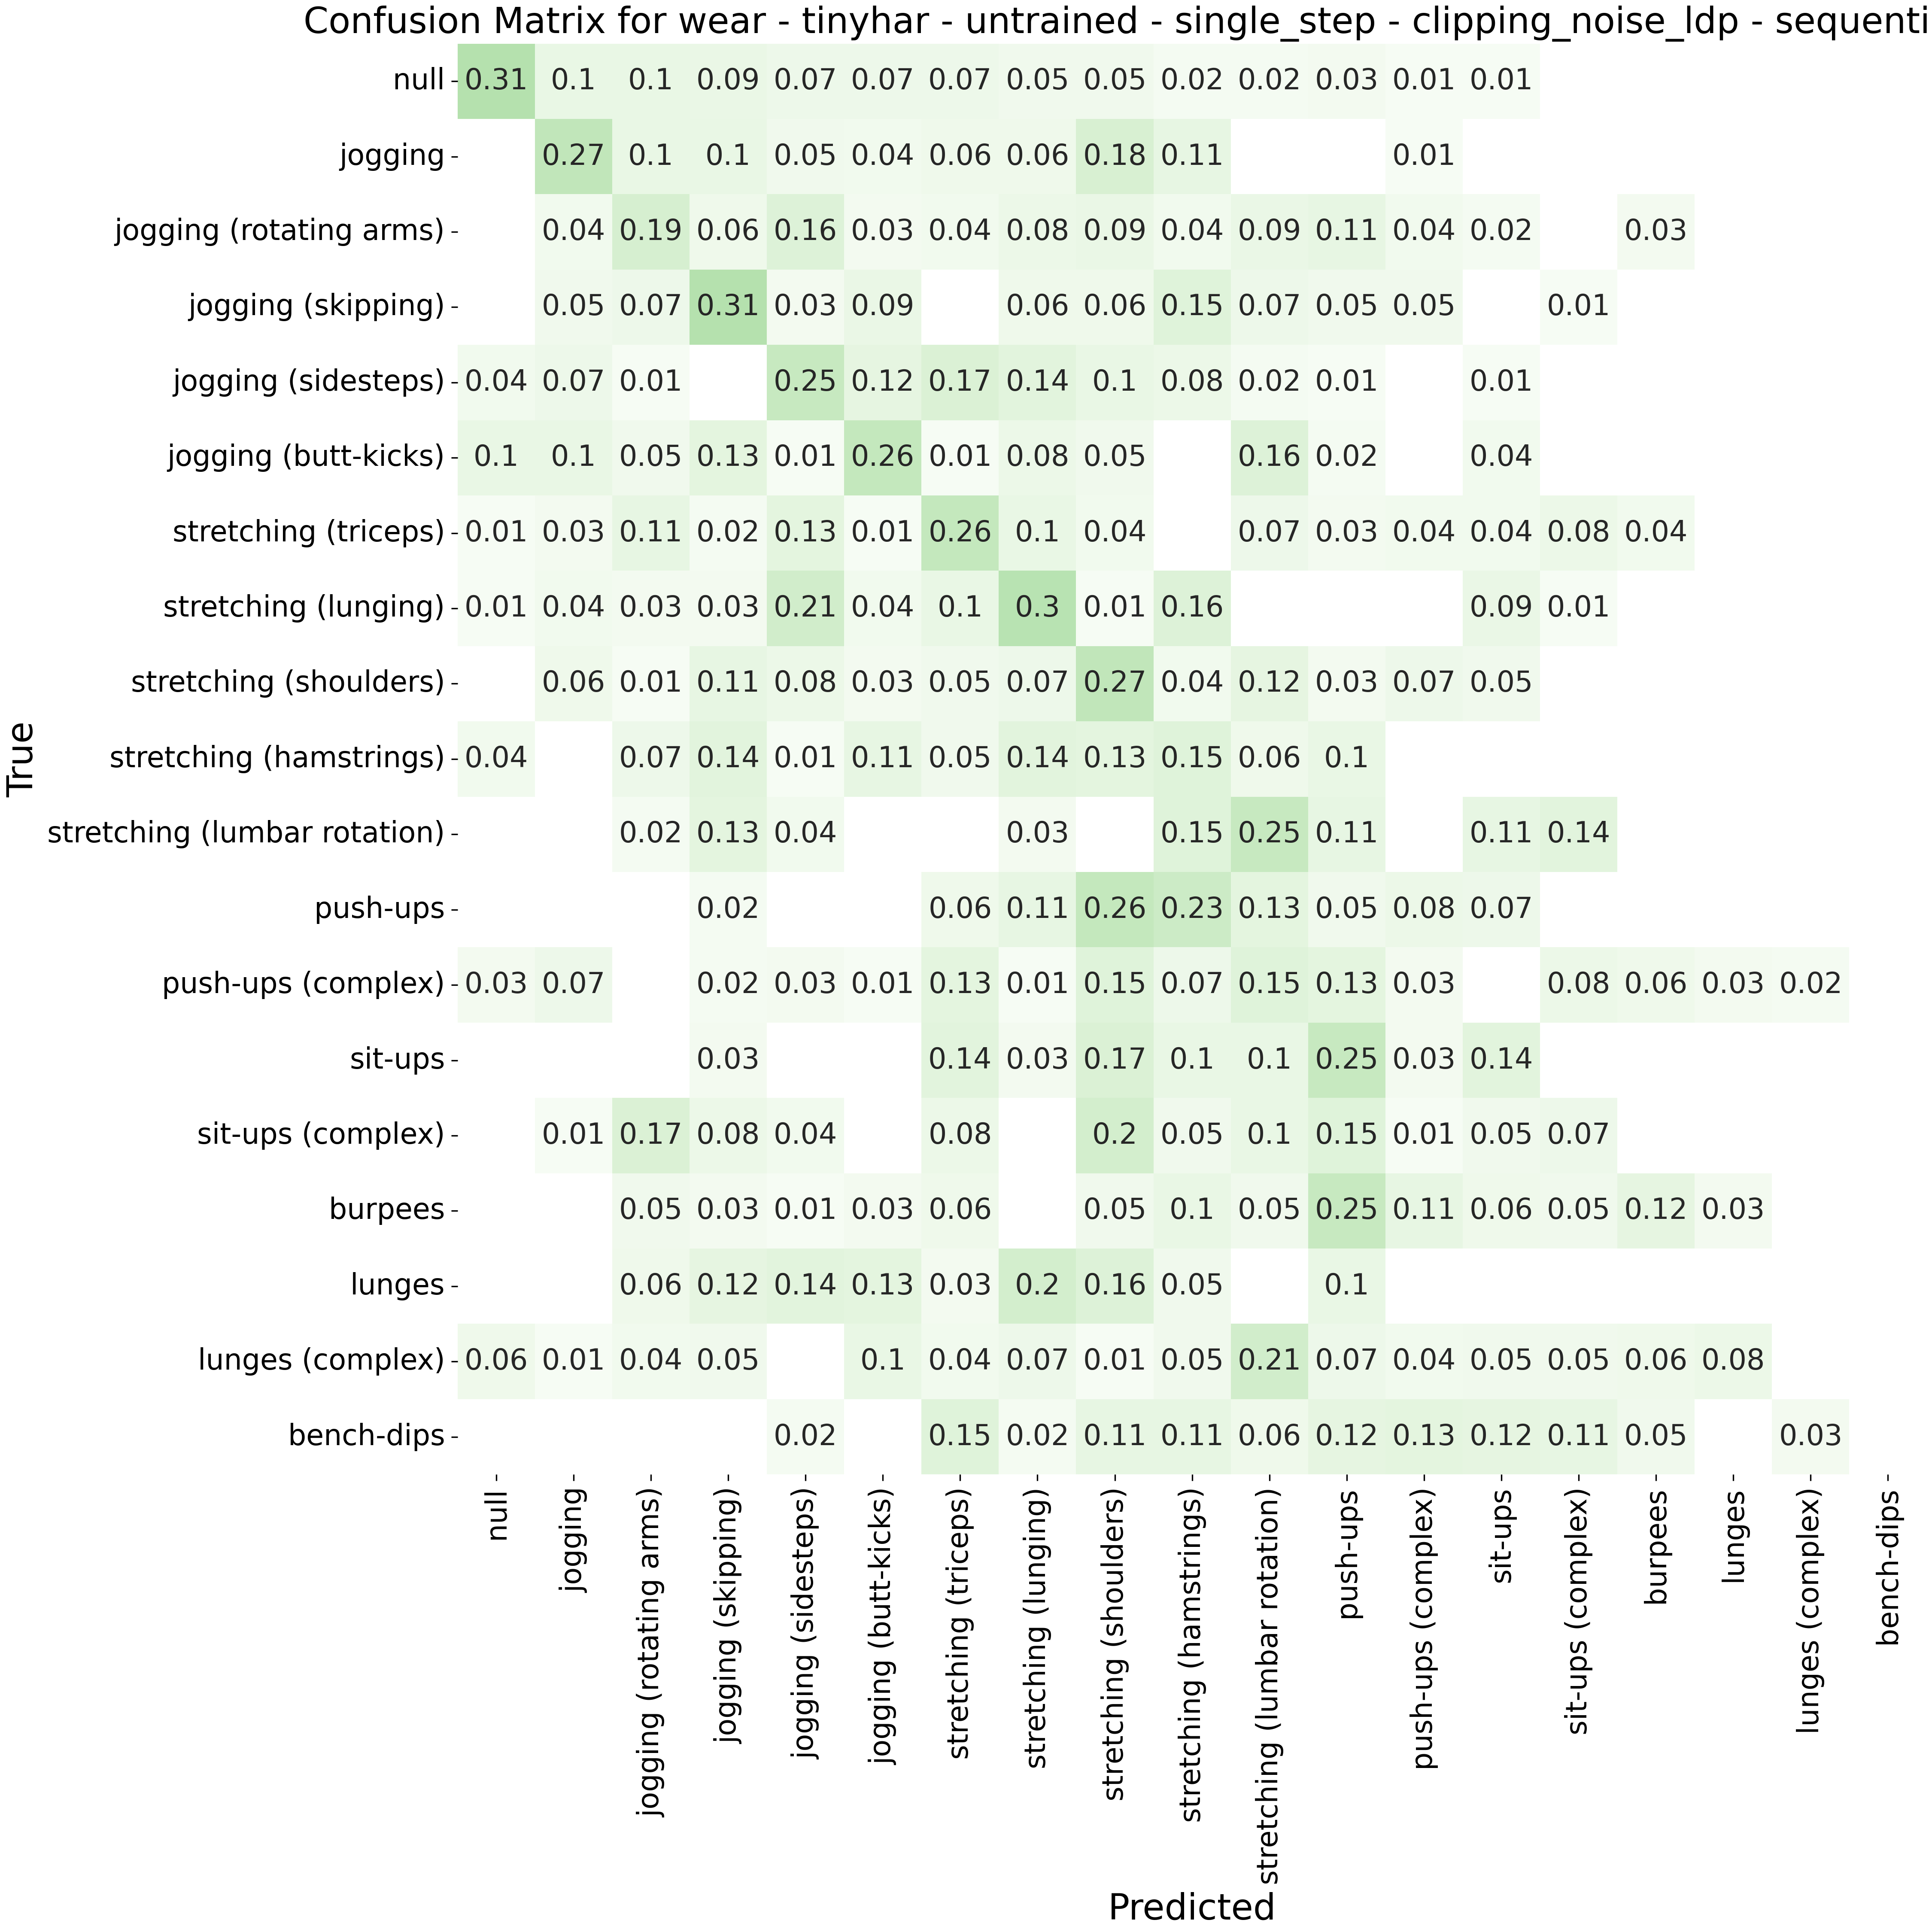 Confusion Matrix for wear - tinyhar - untrained - single_step - clipping_noise_ldp - sequenti
null 0.31 0.1 0.1 0.09 0.07 0.07 0.07 0.05 0.05 0.02 0.02 0.03 0.01 0.01
jogging 0.27 0.1 0.1 0.05 0.04 0.06 0.06 0.18 0.11 0.01
jogging (rotating arms) 0.04 0.19 0.06 0.16 0.03 0.04 0.08 0.09 0.04 0.09 0.11 0.04 0.02 0.03
jogging (skipping) 0.05 0.07 0.31 0.03 0.09 0.06 0.06 0.15 0.07 0.05 0.05 0.01
jogging (sidesteps) 0.04 0.07 0.01 0.25 0.12 0.17 0.14 0.1 0.08 0.02 0.01 0.01
jogging (butt-kicks) 0.1 0.1 0.05 0.13 0.01 0.26 0.01 0.08 0.05 0.16 0.02 0.04
stretching (triceps) 0.01 0.03 0.11 0.02 0.13 0.01 0.26 0.1 0.04 0.07 0.03 0.04 0.04 0.08 0.04
stretching (lunging) 0.01 0.04 0.03 0.03 0.21 0.04 0.1 0.3 0.01 0.16 0.09 0.01
stretching (shoulders) 0.06 0.01 0.11 0.08 0.03 0.05 0.07 0.27 0.04 0.12 0.03 0.07 0.05
stretching (hamstrings) 0.04 0.07 0.14 0.01 0.11 0.05 0.14 0.13 0.15 0.06 0.1
stretching (lumbar rotation) 0.02 0.13 0.04 0.03 0.15 0.25 0.11 0.11 0.14
push-ups 0.02 0.06 0.11 0.26 0.23 0.13 0.05 0.08 0.07
push-ups (complex) 0.03 0.07 0.02 0.03 0.01 0.13 0.01 0.15 0.07 0.15 0.13 0.03 0.08 0.06 0.03 0.02
sit-ups 0.03 0.14 0.03 0.17 0.1 0.1 0.25 0.03 0.14
sit-ups (complex) 0.01 0.17 0.08 0.04 0.08 0.2 0.05 0.1 0.15 0.01 0.05 0.07
burpees 0.05 0.03 0.01 0.03 0.06 0.05 0.1 0.05 0.25 0.11 0.06 0.05 0.12 0.03
lunges 0.06 0.12 0.14 0.13 0.03 0.2 0.16 0.05 0.1
lunges (complex) 0.06 0.01 0.04 0.05 0.1 0.04 0.07 0.01 0.05 0.21 0.07 0.04 0.05 0.05 0.06 0.08
bench-dips 0.02 0.15 0.02 0.11 0.11 0.06 0.12 0.13 0.12 0.11 0.05 0.03
True
null
jogging
jogging (rotating arms)
jogging (skipping)
jogging (sidesteps)
jogging (butt-kicks)
stretching (triceps)
stretching (lunging)
stretching (shoulders)
stretching (hamstrings)
stretching (lumbar rotation)
push-ups
push-ups (complex)
sit-ups
sit-ups (complex)
burpees
lunges
lunges (complex)
bench-dips
Predicted